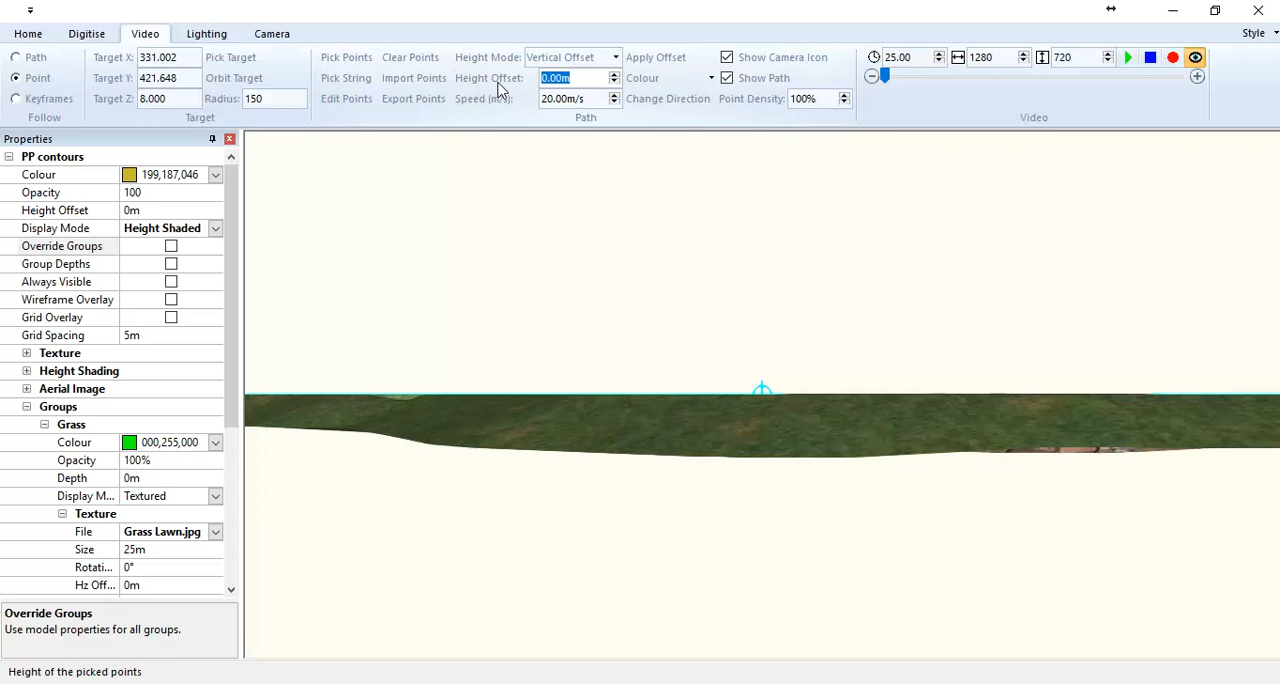 Home Digitise Video Lighting Camera Style
Path Target X: 331.002 Pick Target Pick Points Clear Points Height Mode: Vertical Offset Apply Offset Show Camera Icon 25.00 1280 720
Point Target Y: 421.648 Orbit Target Pick String Import Points Height Offset: 0.00m Colour Show Path
Keyframes Target Z: 8.000 Radius: 150 Edit Points Export Points Speed (m/s): 20.00m/s Change Direction Point Density: 100%
Follow Target Path Video
Properties
PP contours
Colour 199,187,046
Opacity 100
Height Offset 0m
Display Mode Height Shaded
Override Groups
Group Depths
Always Visible
Wireframe Overlay
Grid Overlay
Grid Spacing 5m
Texture
Height Shading
Aerial Image
Groups
Grass
Colour 000,255,000
Opacity 100%
Depth 0m
Display M... Textured
Texture
File Grass Lawn.jpg
Size 25m
Rotati... 0°
Hz Off... 0m
Override Groups
Use model properties for all groups.
Height of the picked points